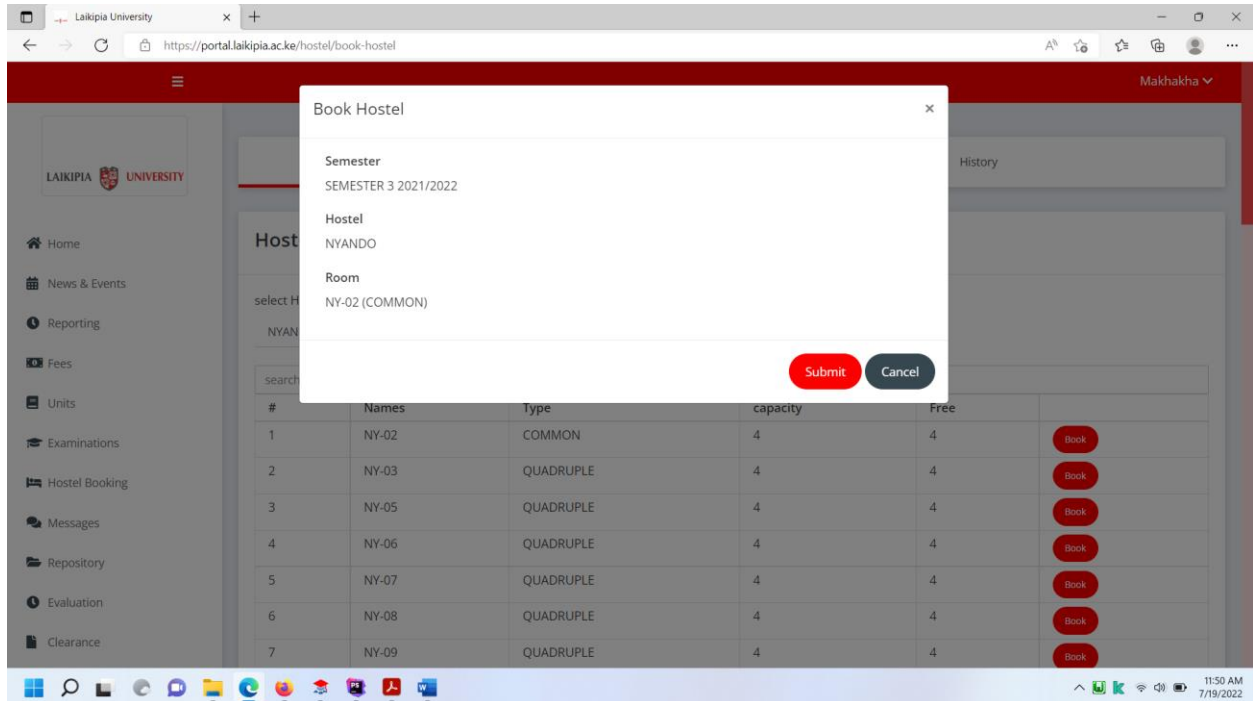 Laikipia University
https://portal.laikipia.ac.ke/hostel/book-hostel
Makhakha
Book Hostel
×
LAIKIPIA UNIVERSITY
Semester
SEMESTER 3 2021/2022
History
Hostel
NYANDO
Room
NY-02 (COMMON)
Submit
Cancel
Home
News & Events
Reporting
Fees
Units
Examinations
Hostel Booking
Messages
Repository
Evaluation
Clearance
Host
select H
NYAN
search
# Names Type capacity Free
1 NY-02 COMMON 4 4 Book
2 NY-03 QUADRUPLE 4 4 Book
3 NY-05 QUADRUPLE 4 4 Book
4 NY-06 QUADRUPLE 4 4 Book
5 NY-07 QUADRUPLE 4 4 Book
6 NY-08 QUADRUPLE 4 4 Book
7 NY-09 QUADRUPLE 4 4 Book
11:50 AM
7/19/2022